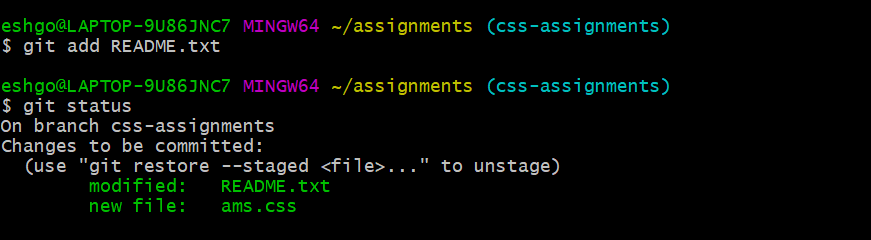 eshgo@LAPTOP-9U86JNC7 MINGW64 ~/assignments (css-assignments)
$ git add README.txt
eshgo@LAPTOP-9U86JNC7 MINGW64 ~/assignments (css-assignments)
$ git status
On branch css-assignments
Changes to be committed:
  (use "git restore --staged <file>..." to unstage)
        modified:   README.txt
        new file:   ams.css